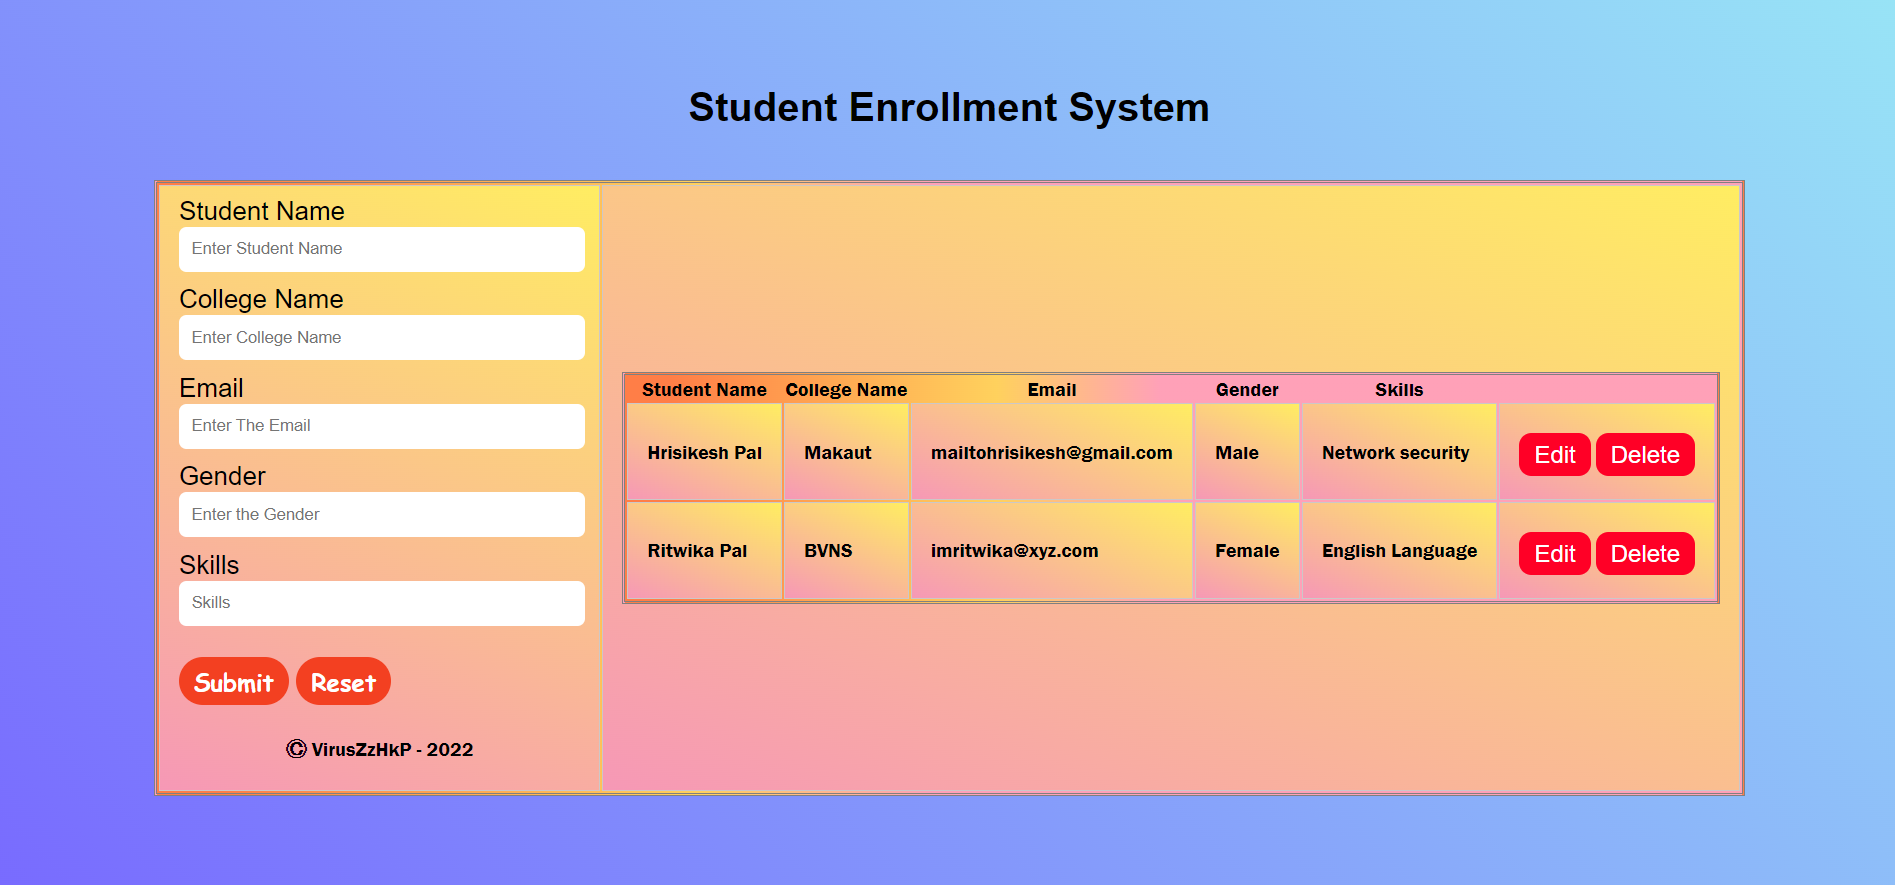 Student Enrollment System
Student Name
Enter Student Name
College Name
Enter College Name
Email
Enter The Email
Gender
Enter the Gender
Skills
Skills
Submit Reset
© VirusZzHkP - 2022
Student Name College Name Email Gender Skills
Hrisikesh Pal Makaut mailtohrisikesh@gmail.com Male Network security Edit Delete
Ritwika Pal BVNS imritwika@xyz.com Female English Language Edit Delete